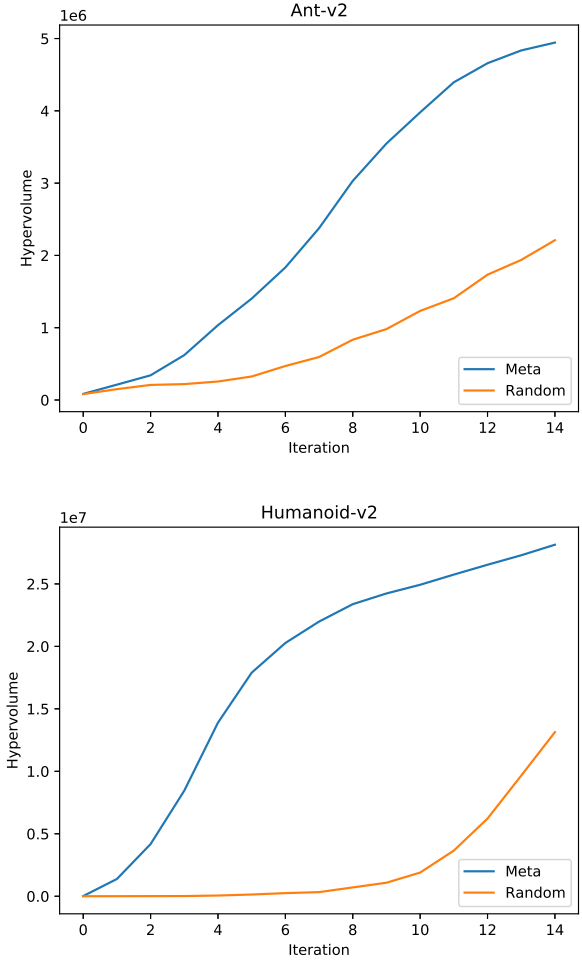 Ant-v2
1e6
5
4
3
2
1
0
Hypervolume
0 2 4 6 8 10 12 14
Iteration
Meta
Random
Humanoid-v2
1e7
2.5
2.0
1.5
1.0
0.5
0.0
Hypervolume
0 2 4 6 8 10 12 14
Iteration
Meta
Random